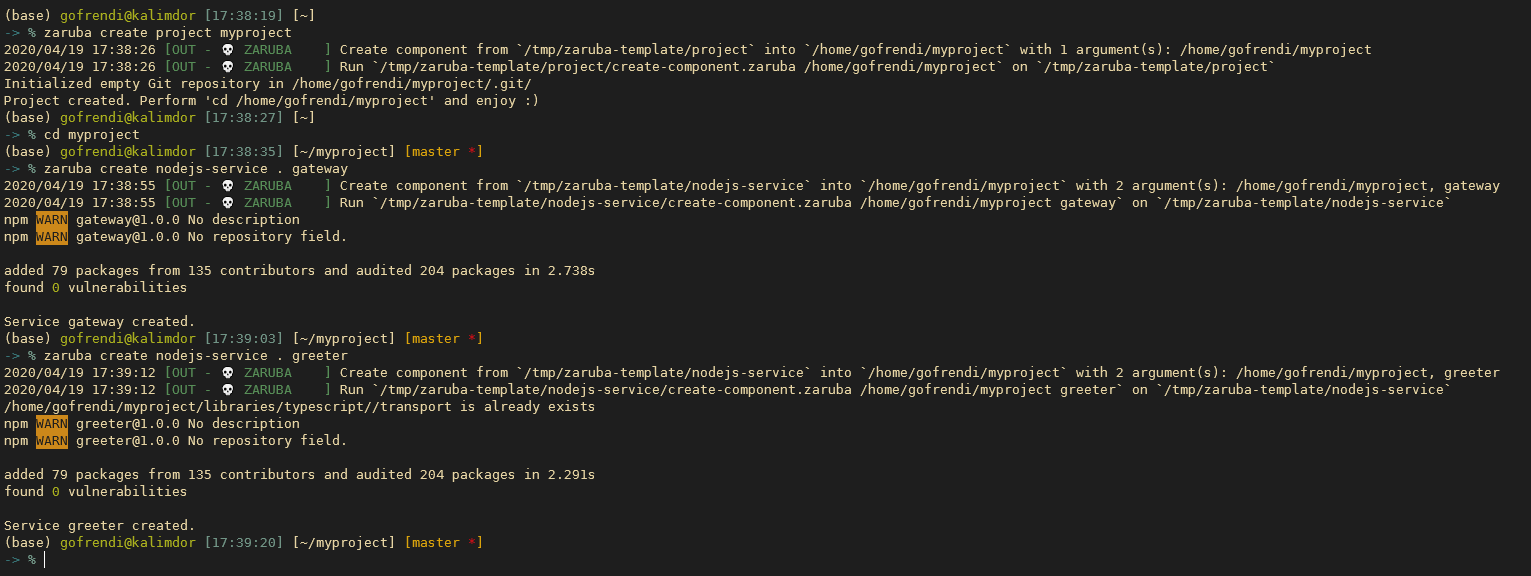 (base) gofrendi@kalimdor [17:38:19] [~]
-> % zaruba create project myproject
2020/04/19 17:38:26 [OUT - 💀 ZARUBA    ] Create component from `/tmp/zaruba-template/project` into `/home/gofrendi/myproject` with 1 argument(s): /home/gofrendi/myproject
2020/04/19 17:38:26 [OUT - 💀 ZARUBA    ] Run `/tmp/zaruba-template/project/create-component.zaruba /home/gofrendi/myproject` on `/tmp/zaruba-template/project`
Initialized empty Git repository in /home/gofrendi/myproject/.git/
Project created. Perform 'cd /home/gofrendi/myproject' and enjoy :)
(base) gofrendi@kalimdor [17:38:27] [~]
-> % cd myproject
(base) gofrendi@kalimdor [17:38:35] [~/myproject] [master *]
-> % zaruba create nodejs-service . gateway
2020/04/19 17:38:55 [OUT - 💀 ZARUBA    ] Create component from `/tmp/zaruba-template/nodejs-service` into `/home/gofrendi/myproject` with 2 argument(s): /home/gofrendi/myproject, gateway
2020/04/19 17:38:55 [OUT - 💀 ZARUBA    ] Run `/tmp/zaruba-template/nodejs-service/create-component.zaruba /home/gofrendi/myproject gateway` on `/tmp/zaruba-template/nodejs-service`
npm WARN gateway@1.0.0 No description
npm WARN gateway@1.0.0 No repository field.

added 79 packages from 135 contributors and audited 204 packages in 2.738s
found 0 vulnerabilities

Service gateway created.
(base) gofrendi@kalimdor [17:39:03] [~/myproject] [master *]
-> % zaruba create nodejs-service . greeter
2020/04/19 17:39:12 [OUT - 💀 ZARUBA    ] Create component from `/tmp/zaruba-template/nodejs-service` into `/home/gofrendi/myproject` with 2 argument(s): /home/gofrendi/myproject, greeter
2020/04/19 17:39:12 [OUT - 💀 ZARUBA    ] Run `/tmp/zaruba-template/nodejs-service/create-component.zaruba /home/gofrendi/myproject greeter` on `/tmp/zaruba-template/nodejs-service`
/home/gofrendi/myproject/libraries/typescript//transport is already exists
npm WARN greeter@1.0.0 No description
npm WARN greeter@1.0.0 No repository field.

added 79 packages from 135 contributors and audited 204 packages in 2.291s
found 0 vulnerabilities

Service greeter created.
(base) gofrendi@kalimdor [17:39:20] [~/myproject] [master *]
-> %